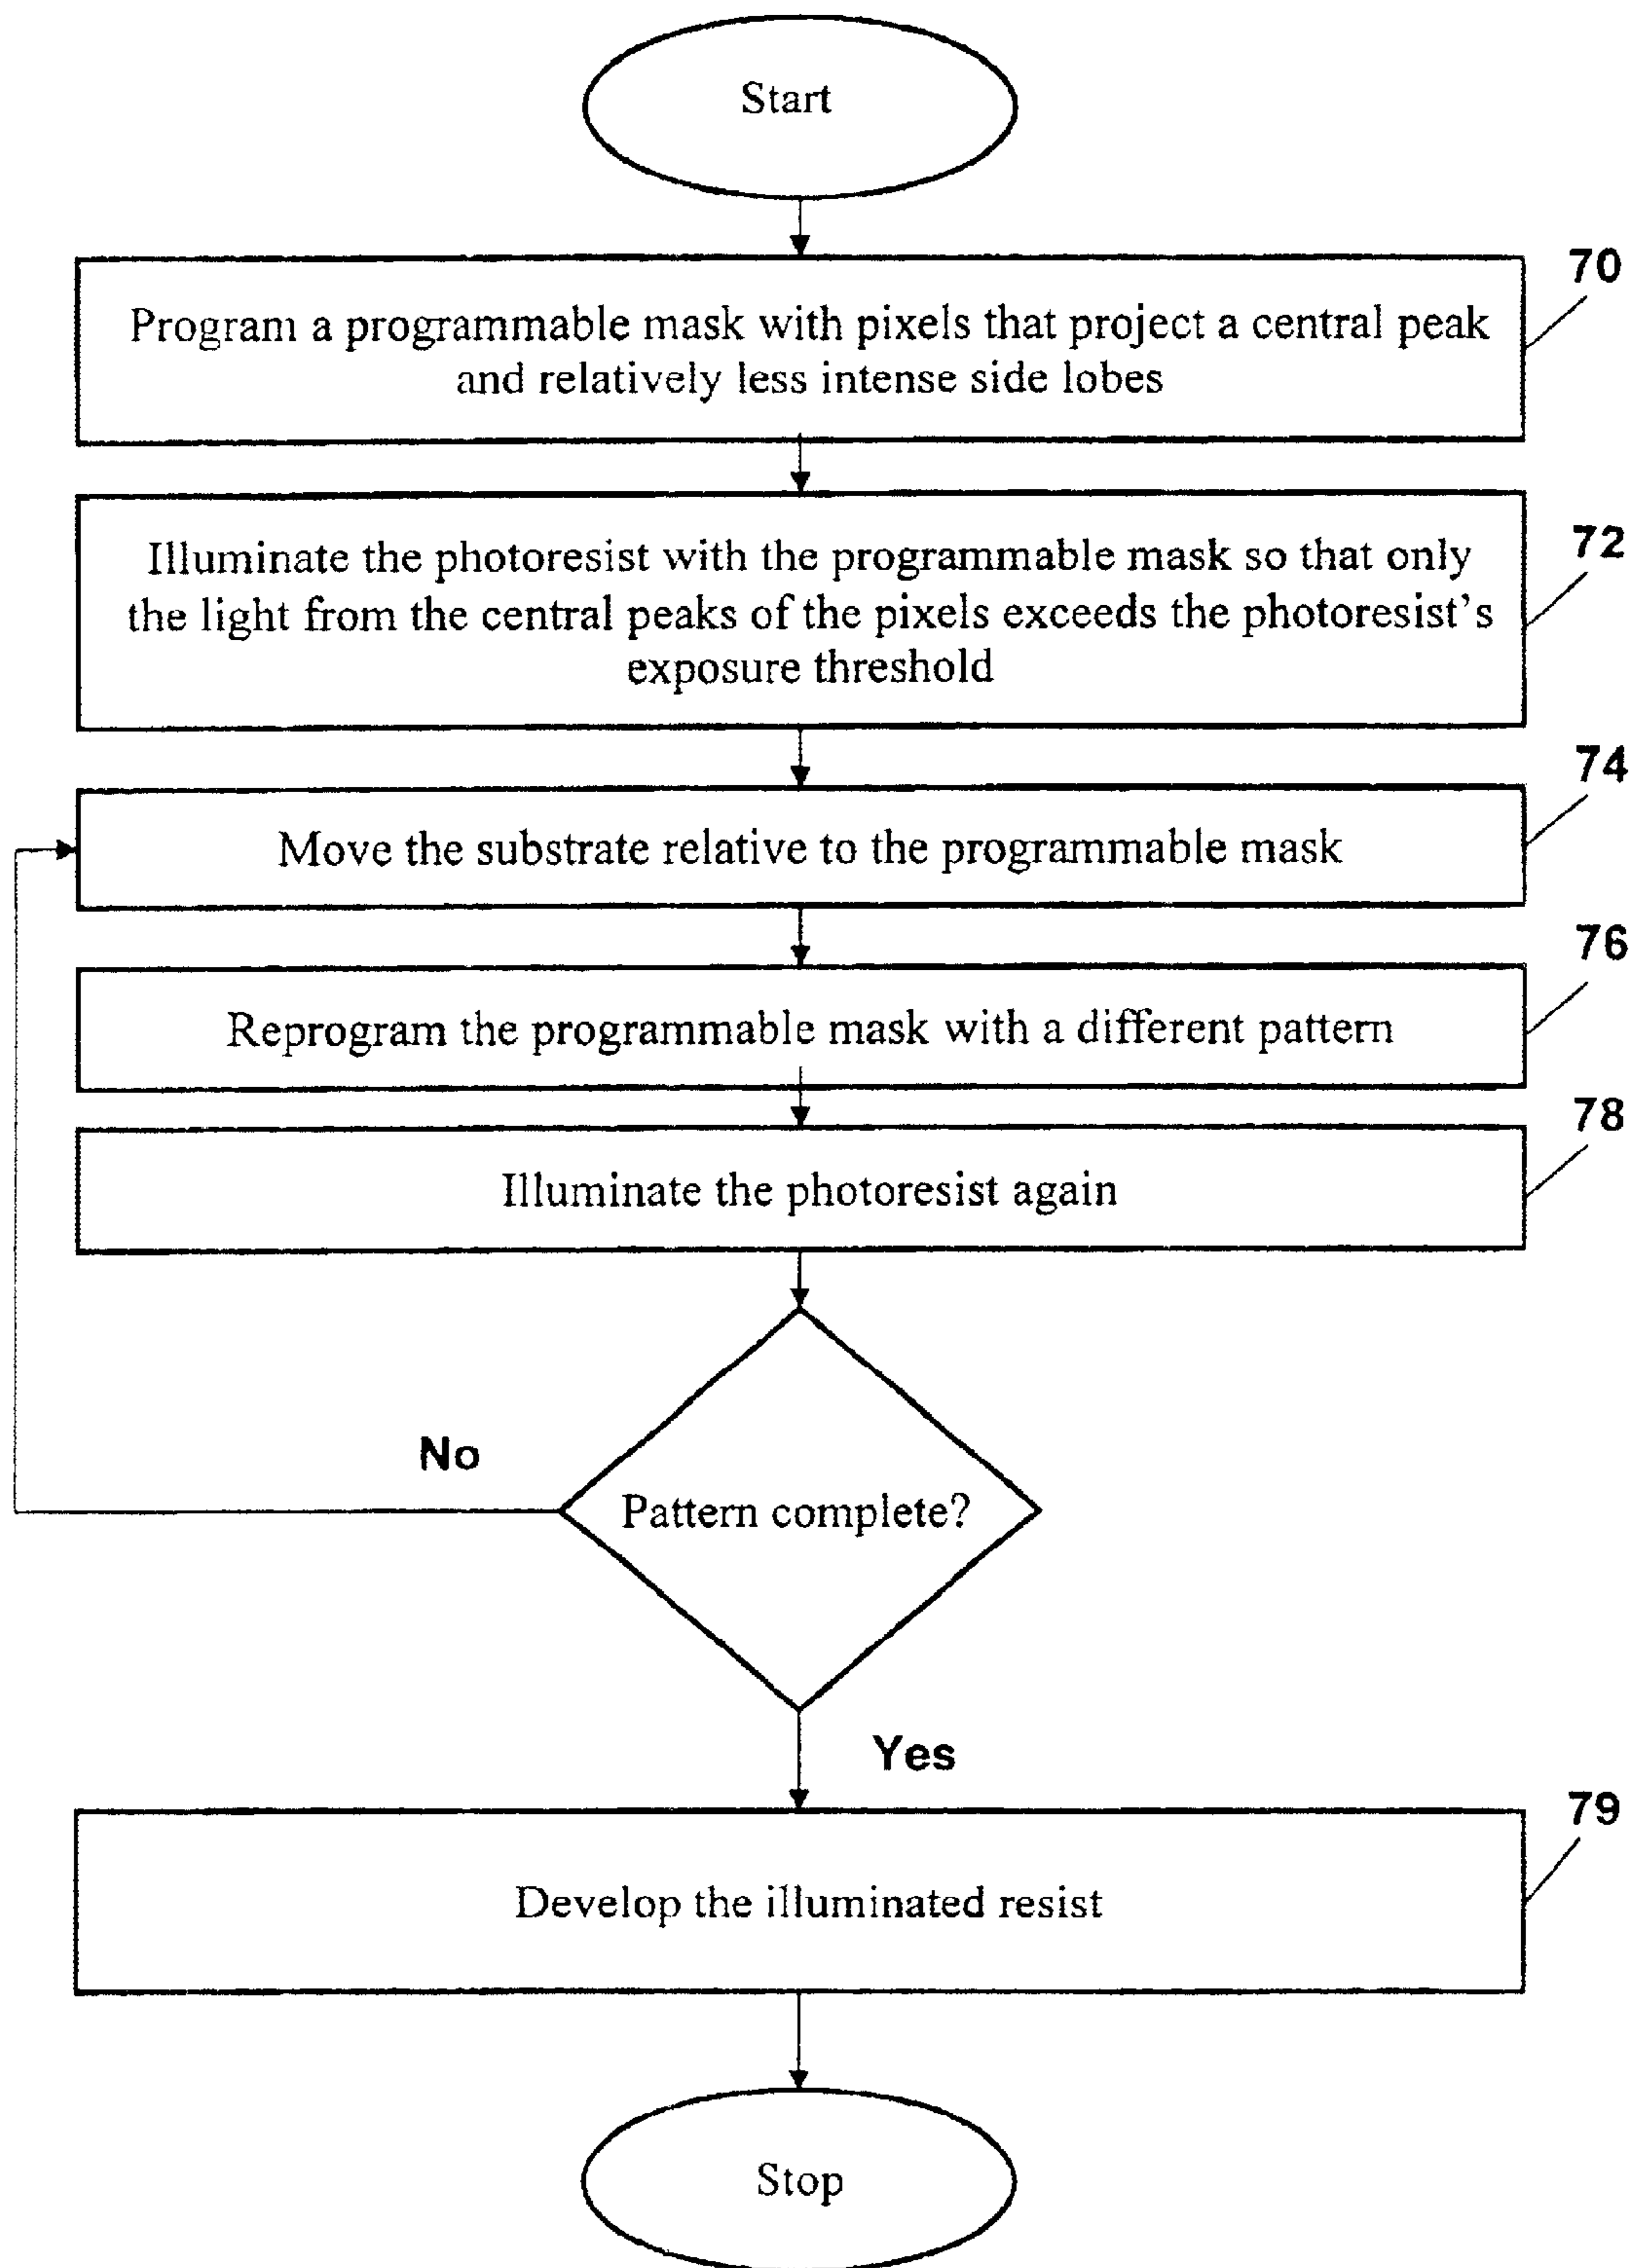 Start
70
Program a programmable mask with pixels that project a central peak
and relatively less intense side lobes
72
Illuminate the photoresist with the programmable mask so that only
the light from the central peaks of the pixels exceeds the photoresist's
exposure threshold
74
Move the substrate relative to the programmable mask
76
Reprogram the programmable mask with a different pattern
78
Illuminate the photoresist again
No
Pattern complete?
Yes
79
Develop the illuminated resist
Stop